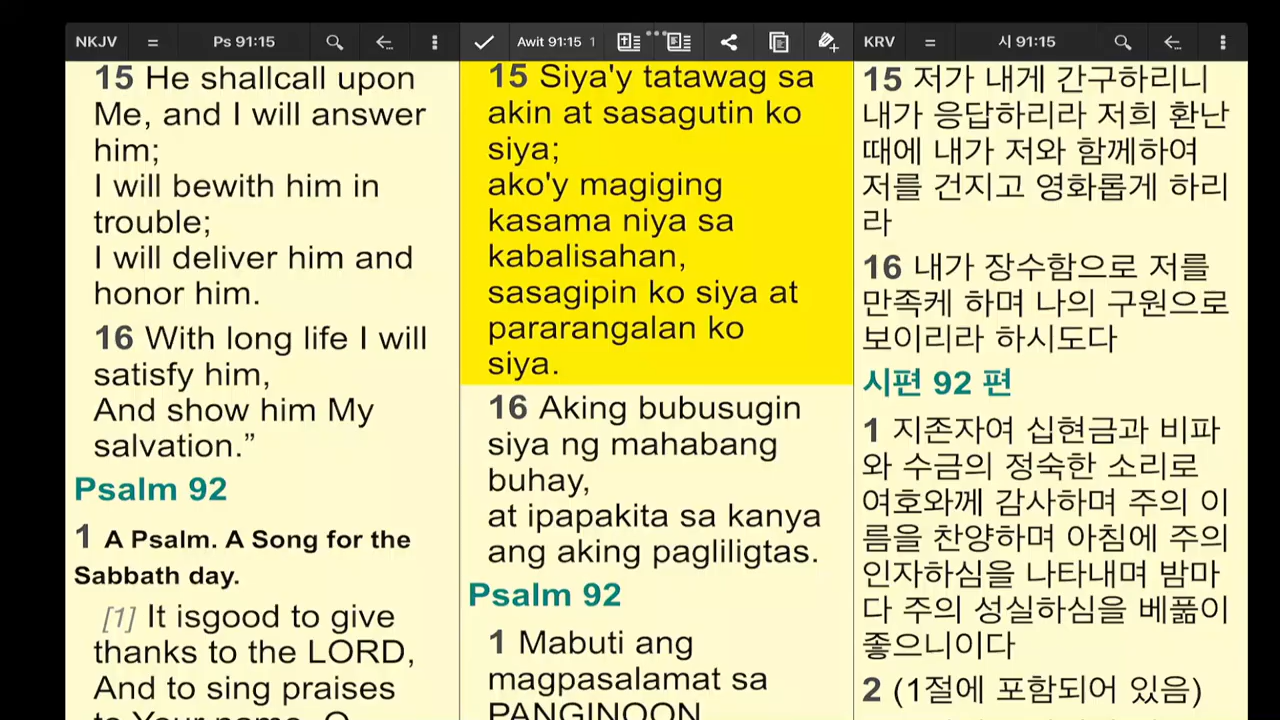 NKJV = Ps 91:15
15 He shallcall upon
Me, and I will answer
him;
I will bewith him in
trouble;
I will deliver him and
honor him.
16 With long life I will
satisfy him,
And show him My
salvation.”
Psalm 92
1 A Psalm. A Song for the
Sabbath day.
[1] It isgood to give
thanks to the LORD,
And to sing praises
Awit 91:15 1
15 Siya'y tatawag sa
akin at sasagutin ko
siya;
ako'y magiging
kasama niya sa
kabalisahan,
sasagipin ko siya at
pararangalan ko
siya.
16 Aking bubusugin
siya ng mahabang
buhay,
at ipapakita sa kanya
ang aking pagliligtas.
Psalm 92
1 Mabuti ang
magpasalamat sa
PANGINOON
KRV = 시 91:15
15 저가 내게 간구하리니
내가 응답하리라 저희 환난
때에 내가 저와 함께하여
저를 건지고 영화롭게 하리
라
16 내가 장수함으로 저를
만족케 하며 나의 구원으로
보이리라 하시도다
시편 92 편
1 지존자여 십현금과 비파
와 수금의 정숙한 소리로
여호와께 감사하며 주의 이
름을 찬양하며 아침에 주의
인자하심을 나타내며 밤마
다 주의 성실하심을 베풂이
좋으니이다
2 (1절에 포함되어 있음)